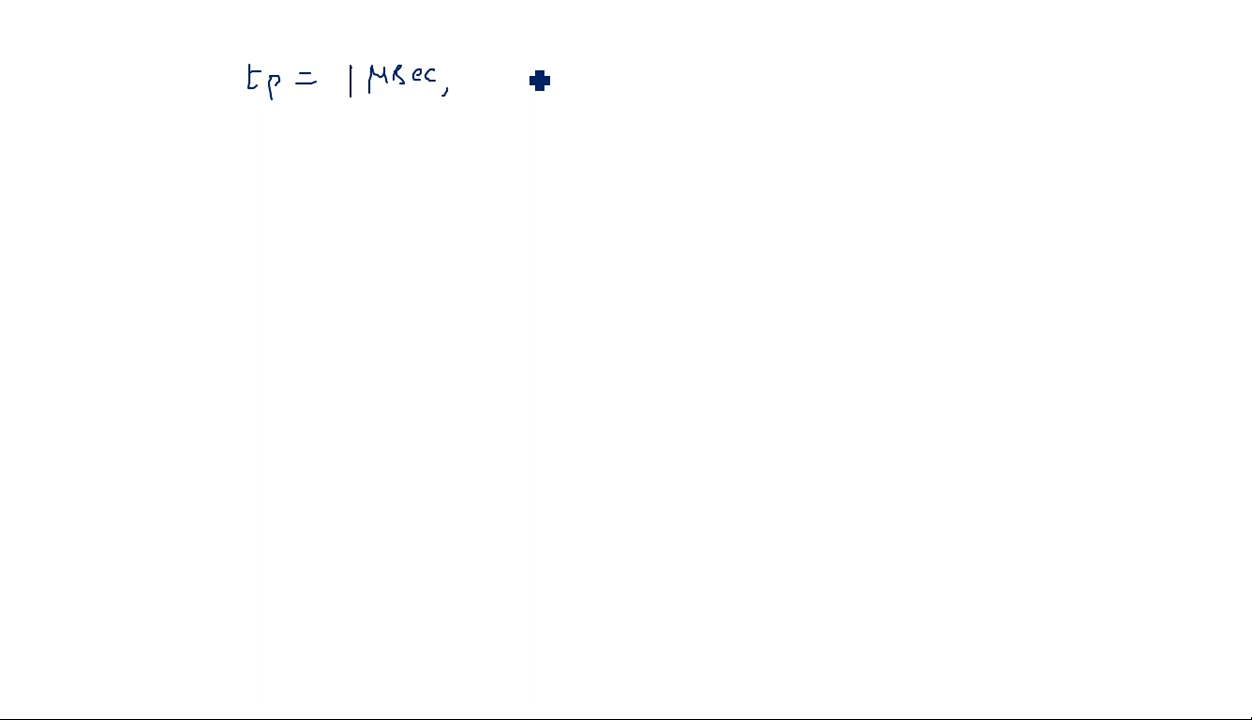 tp = 1 μsec,